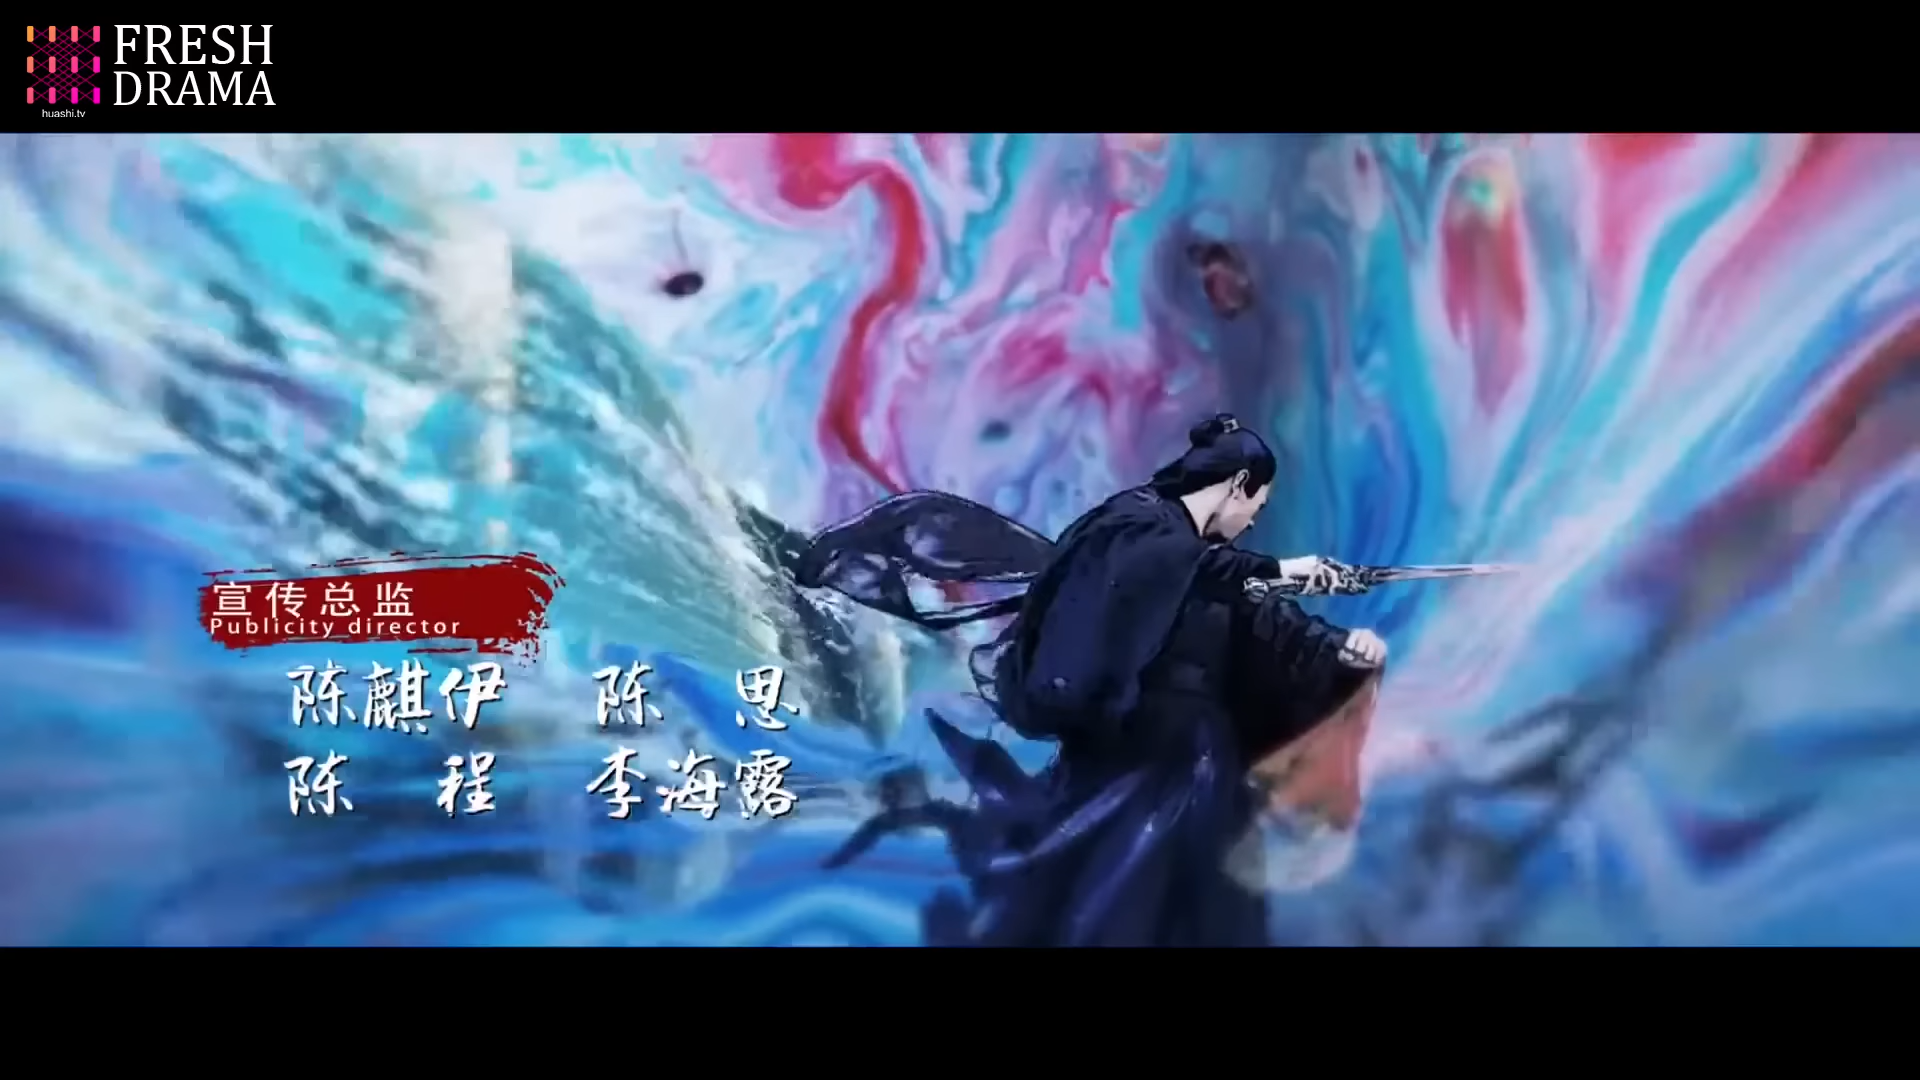 FRESH
DRAMA
huashi.tv
宣传总监
Publicity director
陈麒伊 陈 思
陈 程 李海露